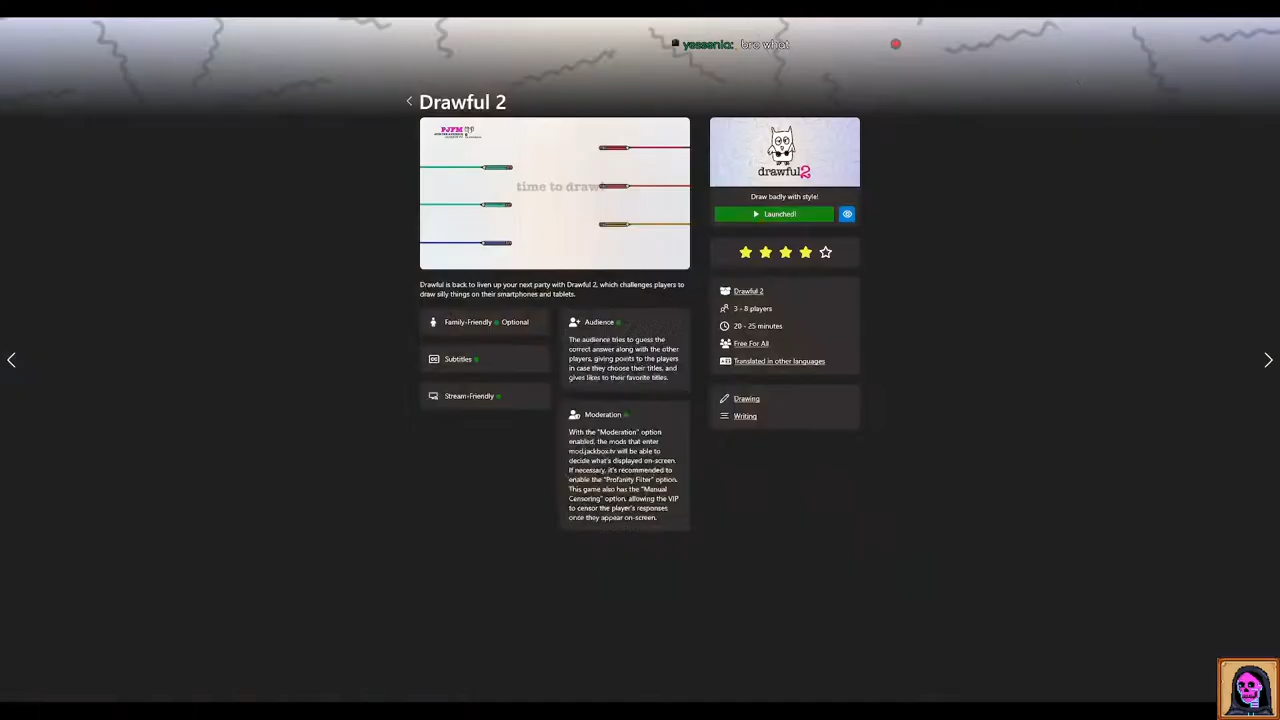 yessenia: bro what
Drawful 2
time to draw
drawful2
Draw badly with style!
Launched!
Drawful is back to liven up your next party with Drawful 2, which challenges players to
draw silly things on their smartphones and tablets.
Family-Friendly Optional
Subtitles
Stream-Friendly
Audience
The audience tries to guess the
correct answer along with the other
players, giving points to the players
in case they choose their titles, and
gives likes to their favorite titles.
Moderation
With the "Moderation" option
enabled, the mods that enter
mod.jackbox.tv will be able to
decide what's displayed on-screen.
If necessary, it's recommended to
enable the "Profanity Filter" option.
This game also has the "Manual
Censoring" option, allowing the VIP
to censor the player's responses
once they appear on-screen.
Drawful 2
3 - 8 players
20 - 25 minutes
Free For All
Translated in other languages
Drawing
Writing